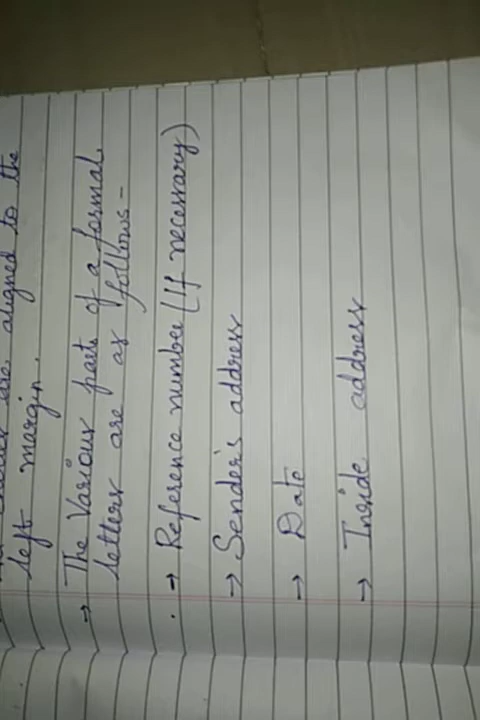 are aligned to the
left margin.
→ The Various parts of a formal
letters are as follows-
→ Reference number (If necessary)
→ Sender's address
→ Date
→ Inside address